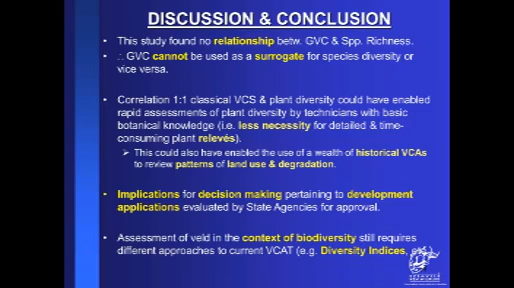 DISCUSSION & CONCLUSION
• This study found no relationship betw. GVC & Spp. Richness.
• ∴ GVC cannot be used as a surrogate for species diversity or
vice versa.
• Correlation 1:1 classical VCS & plant diversity could have enabled
rapid assessments of plant diversity by technicians with basic
botanical knowledge (i.e. less necessity for detailed & time-
consuming plant relevés).
➢ This could also have enabled the use of a wealth of historical VCAs
to review patterns of land use & degradation.
• Implications for decision making pertaining to development
applications evaluated by State Agencies for approval.
• Assessment of veld in the context of biodiversity still requires
different approaches to current VCAT (e.g. Diversity Indices,